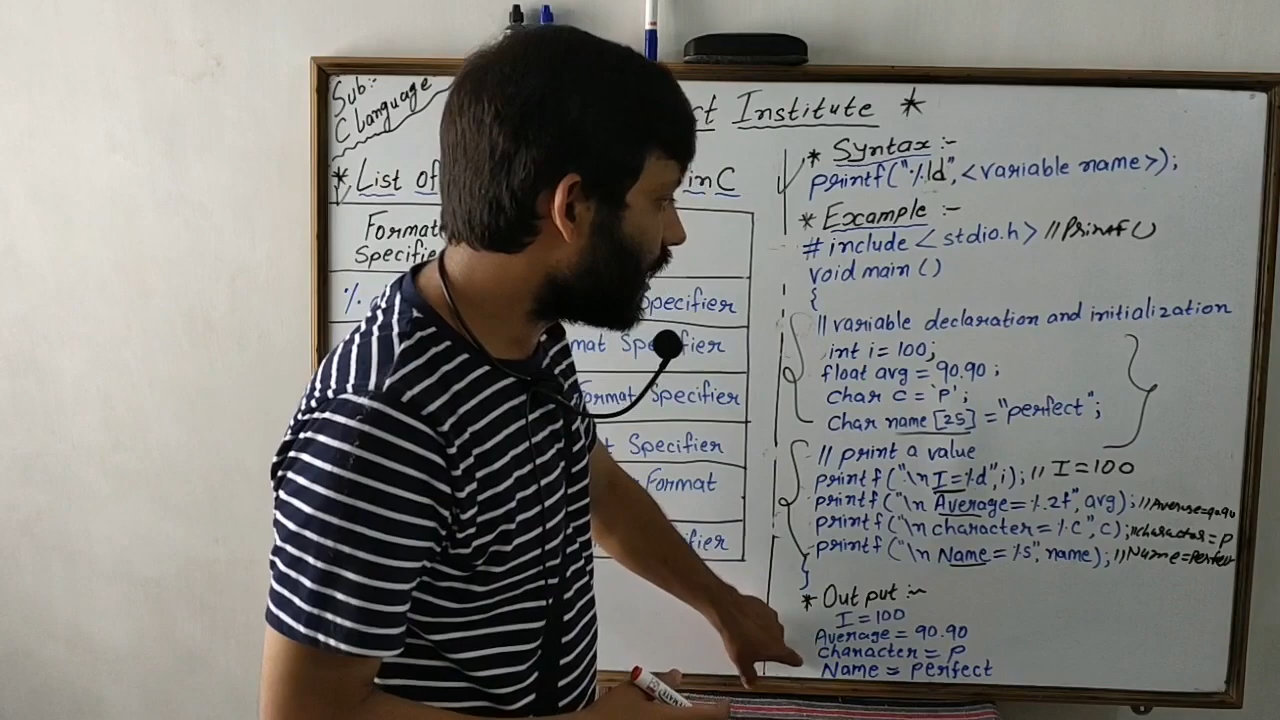 Sub:-
C Language
ct Institute *
* List of in C
Format
Specifie
%
Specifier
mat Specifier
Format Specifier
t Specifier
Format
ifier
* Syntax :-
printf("%d",<variable name>);
* Example :-
# include < stdio.h > //Printf()
void main ()
{
// variable declaration and initialization
int i= 100;
float avg = 90.90 ;
char c = 'P' ;
Char name [25] = "perfect";
// print a value
printf("\n I=%d",i); // I=100
printf("\n Average=%.2f", avg); //Average=90.90
printf("\n character= %c", c); //character=P
printf("\n Name= %s", name); //Name=Perfect
}
* Output :~
I = 100
Average = 90.90
Character = P
Name = perfect